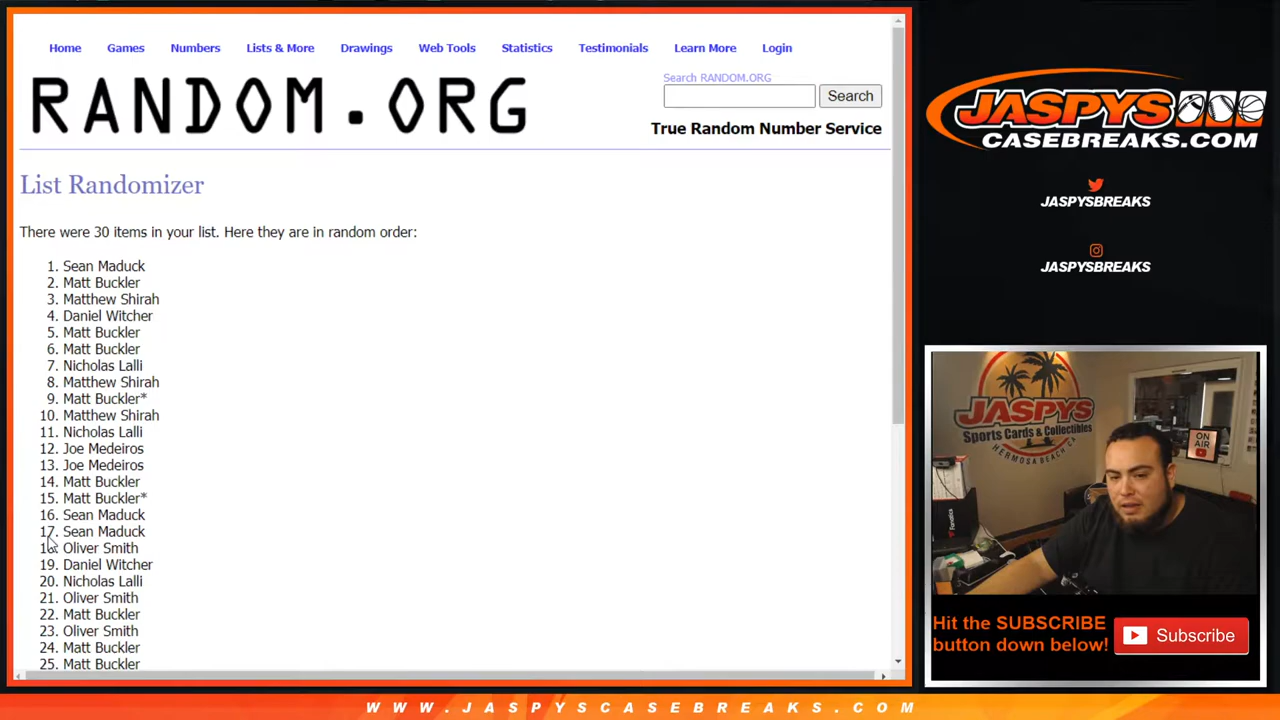 Home Games Numbers Lists & More Drawings Web Tools Statistics Testimonials Learn More Login
RANDOM.ORG
Search RANDOM.ORG
Search
True Random Number Service
List Randomizer
There were 30 items in your list. Here they are in random order:
1. Sean Maduck
2. Matt Buckler
3. Matthew Shirah
4. Daniel Witcher
5. Matt Buckler
6. Matt Buckler
7. Nicholas Lalli
8. Matthew Shirah
9. Matt Buckler*
10. Matthew Shirah
11. Nicholas Lalli
12. Joe Medeiros
13. Joe Medeiros
14. Matt Buckler
15. Matt Buckler*
16. Sean Maduck
17. Sean Maduck
18. Oliver Smith
19. Daniel Witcher
20. Nicholas Lalli
21. Oliver Smith
22. Matt Buckler
23. Oliver Smith
24. Matt Buckler
25. Matt Buckler
JASPYS
CASEBREAKS.COM
JASPYSBREAKS
JASPYSBREAKS
JASPYS
Sports Cards & Collectibles
HERMOSA BEACH CA
ON
AIR
Fanatics
Hit the SUBSCRIBE
button down below!
Subscribe
WWW.JASPYSCASEBREAKS.COM